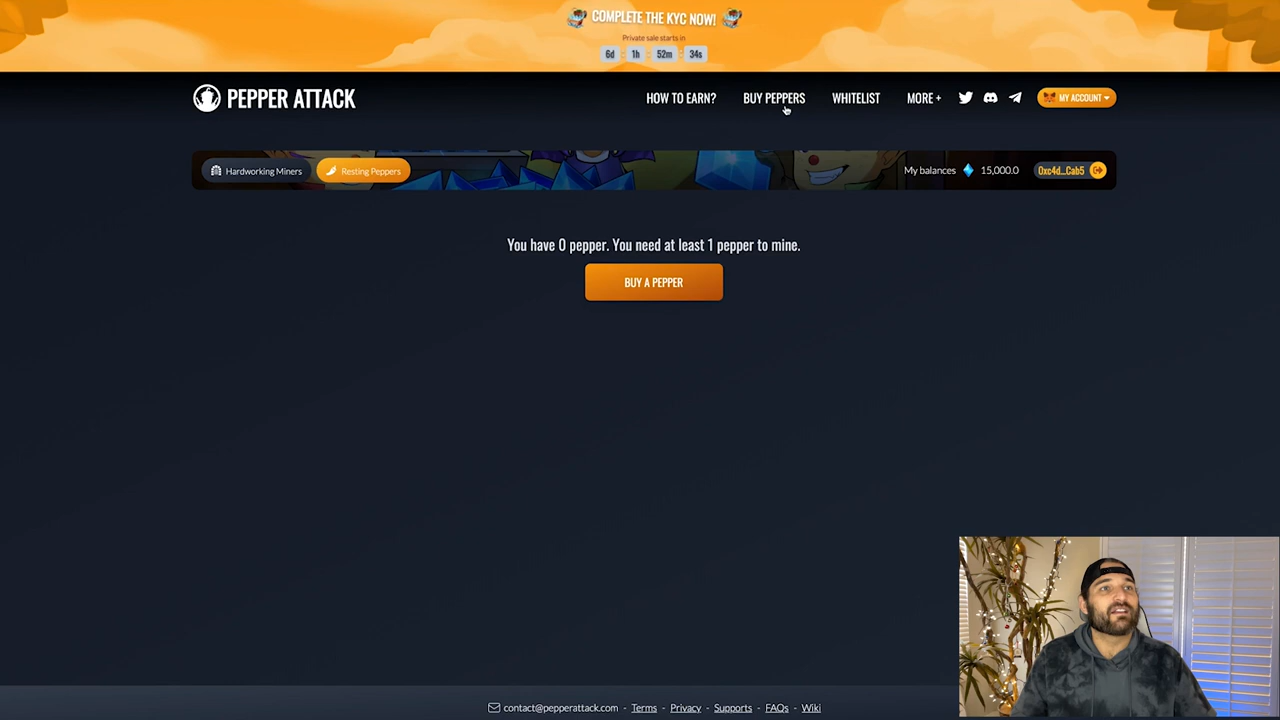 COMPLETE THE KYC NOW!
Private sale starts in
6d : 1h : 52m : 34s
PEPPER ATTACK
HOW TO EARN?
BUY PEPPERS
WHITELIST
MORE +
MY ACCOUNT
Hardworking Miners
Resting Peppers
My balances 15,000.0
0xc4d...Cab5
You have 0 pepper. You need at least 1 pepper to mine.
BUY A PEPPER
contact@pepperattack.com - Terms - Privacy - Supports - FAQs - Wiki